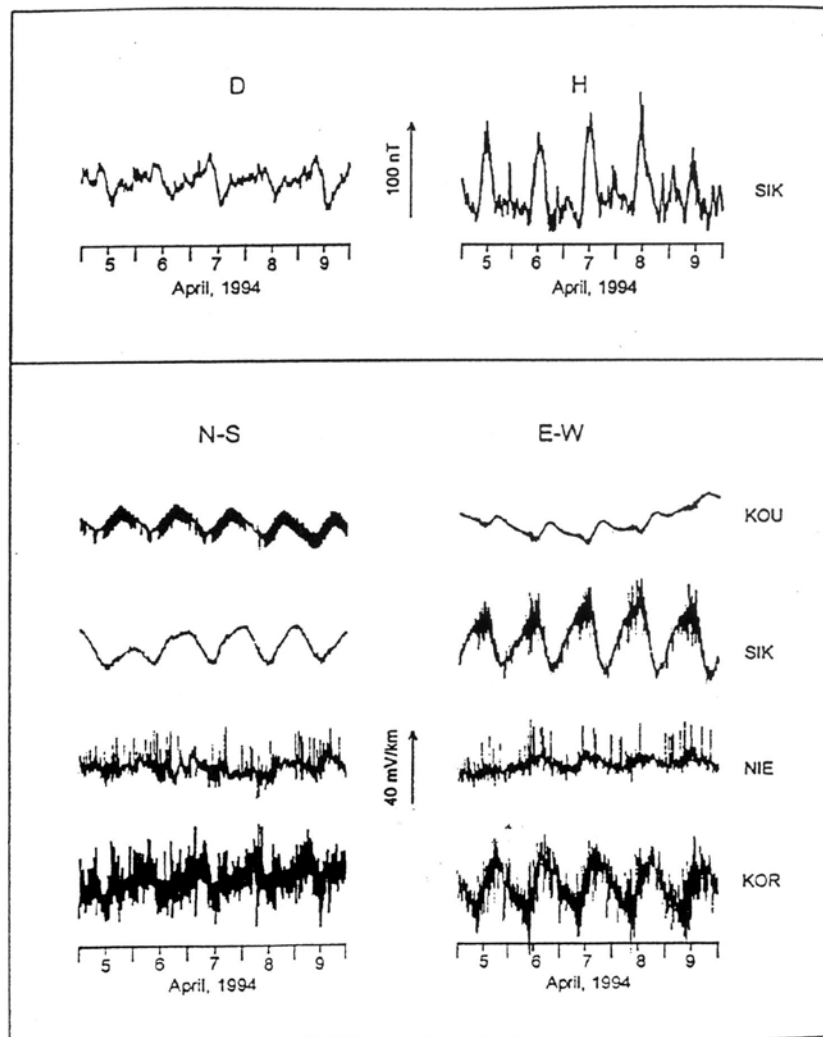 D H
100 nT
SIK
5 6 7 8 9
April, 1994
5 6 7 8 9
April, 1994
N-S E-W
KOU
SIK
40 mV/km
NIE
KOR
5 6 7 8 9
April, 1994
5 6 7 8 9
April, 1994